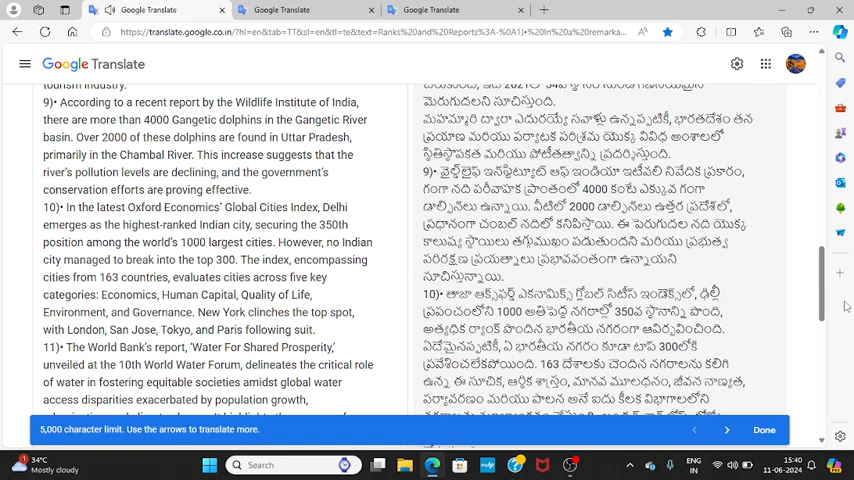 Google Translate
Google Translate
Google Translate
https://translate.google.co.in/?hl=en&tab=TT&sl=en&tl=te&text=Ranks%20and%20Reports%3A-%0A1)•%20In%20a%20remarka...
Google Translate
tourism industry.
9)• According to a recent report by the Wildlife Institute of India,
there are more than 4000 Gangetic dolphins in the Gangetic River
basin. Over 2000 of these dolphins are found in Uttar Pradesh,
primarily in the Chambal River. This increase suggests that the
river's pollution levels are declining, and the government's
conservation efforts are proving effective.
10)• In the latest Oxford Economics' Global Cities Index, Delhi
emerges as the highest-ranked Indian city, securing the 350th
position among the world's 1000 largest cities. However, no Indian
city managed to break into the top 300. The index, encompassing
cities from 163 countries, evaluates cities across five key
categories: Economics, Human Capital, Quality of Life,
Environment, and Governance. New York clinches the top spot,
with London, San Jose, Tokyo, and Paris following suit.
11)• The World Bank's report, 'Water For Shared Prosperity,'
unveiled at the 10th World Water Forum, delineates the critical role
of water in fostering equitable societies amidst global water
access disparities exacerbated by population growth,
మెరుగుదలని సూచిస్తుంది.
మహమ్మారి ద్వారా ఎదురయ్యే సవాళ్లు ఉన్నప్పటికీ, భారతదేశం తన
ప్రయాణ మరియు పర్యాటక పరిశ్రమ యొక్క వివిధ అంశాలలో
స్థితిస్థాపకత మరియు పోటీతత్వాన్ని ప్రదర్శిస్తుంది.
9)• వైల్డ్‌లైఫ్ ఇన్‌స్టిట్యూట్ ఆఫ్ ఇండియా ఇటీవలి నివేదిక ప్రకారం,
గంగా నది పరీవాహక ప్రాంతంలో 4000 కంటే ఎక్కువ గంగా
డాల్ఫిన్‌లు ఉన్నాయి. వీటిలో 2000 డాల్ఫిన్‌లు ఉత్తర ప్రదేశ్‌లో,
ప్రధానంగా చంబల్ నదిలో కనిపిస్తాయి. ఈ పెరుగుదల నది యొక్క
కాలుష్య స్థాయిలు తగ్గుముఖం పడుతుందని మరియు ప్రభుత్వ
పరిరక్షణ ప్రయత్నాలు ప్రభావవంతంగా ఉన్నాయని
సూచిస్తున్నాయి.
10)• తాజా ఆక్స్‌ఫర్డ్ ఎకనామిక్స్ గ్లోబల్ సిటీస్ ఇండెక్స్‌లో, ఢిల్లీ
ప్రపంచంలోని 1000 అతిపెద్ద నగరాల్లో 350వ స్థానాన్ని పొంది,
అత్యధిక ర్యాంక్ పొందిన భారతీయ నగరంగా ఆవిర్భవించింది.
ఏదేమైనప్పటికీ, ఏ భారతీయ నగరం కూడా టాప్ 300లోకి
ప్రవేశించలేకపోయింది. 163 దేశాలకు చెందిన నగరాలను కలిగి
ఉన్న ఈ సూచిక, ఆర్థిక శాస్త్రం, మానవ మూలధనం, జీవన నాణ్యత,
పర్యావరణం మరియు పాలన అనే ఐదు కీలక విభాగాలలోని
5,000 character limit. Use the arrows to translate more.
Done
34°C
Mostly cloudy
Search
ENG
IN
15:40
11-06-2024